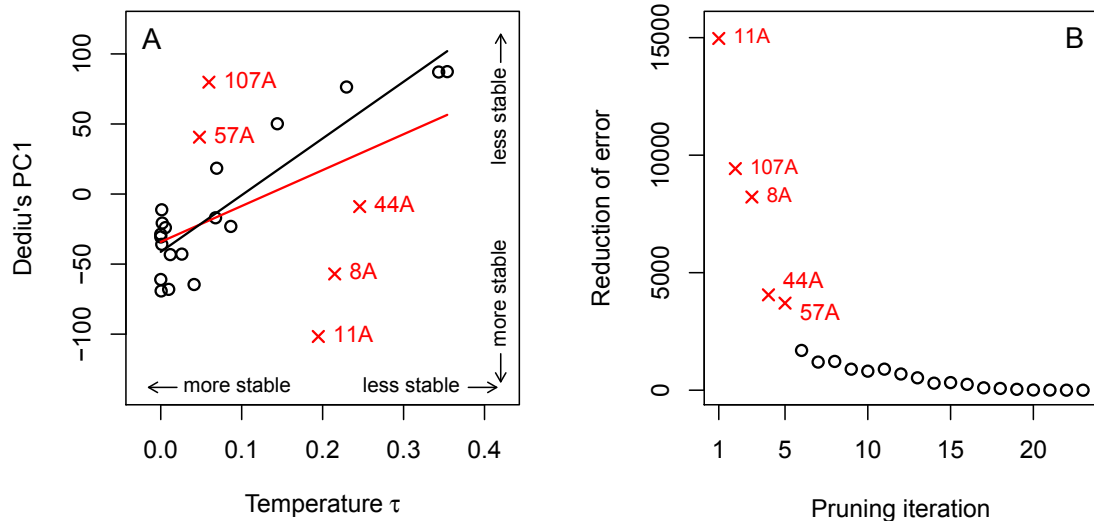 A
107A
57A
44A
8A
11A
less stable
more stable
more stable
less stable
100
50
0
−50
−100
Dediu's PC1
0.0 0.1 0.2 0.3 0.4
Temperature τ
B
11A
107A
8A
44A
57A
15000
10000
5000
0
Reduction of error
1 5 10 15 20
Pruning iteration